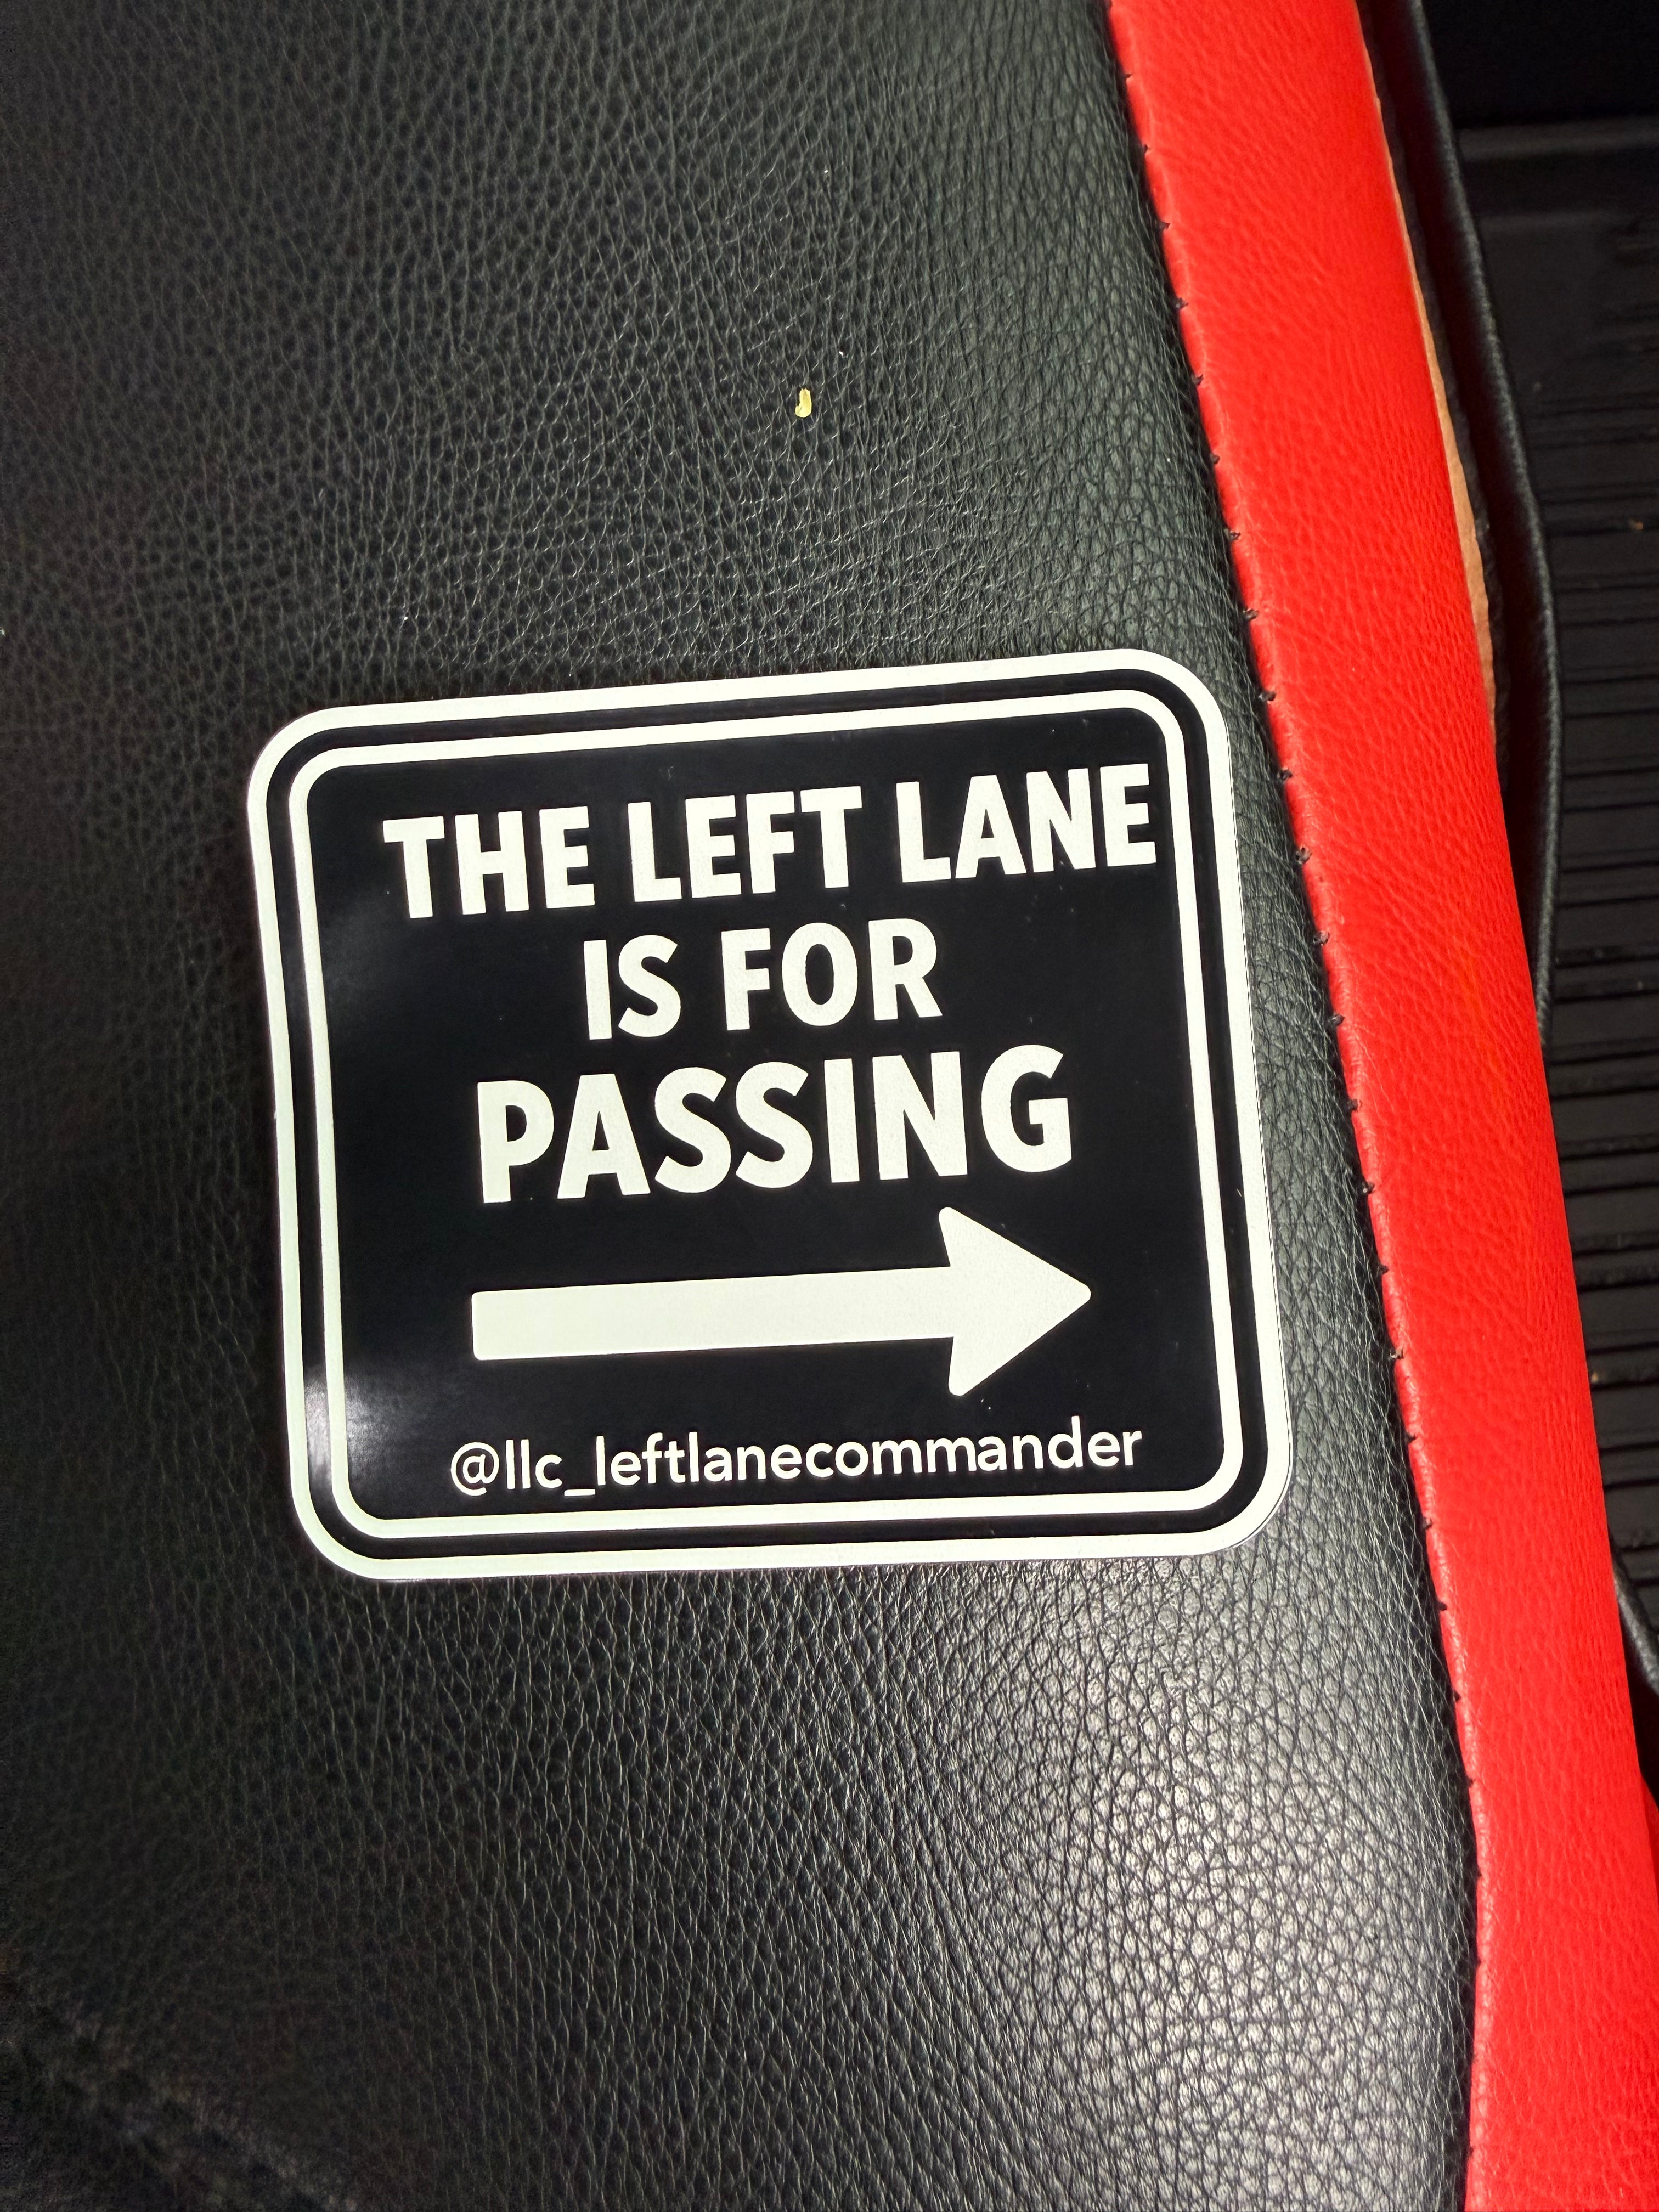 THE LEFT LANE
IS FOR
PASSING
@llc_leftlanecommander